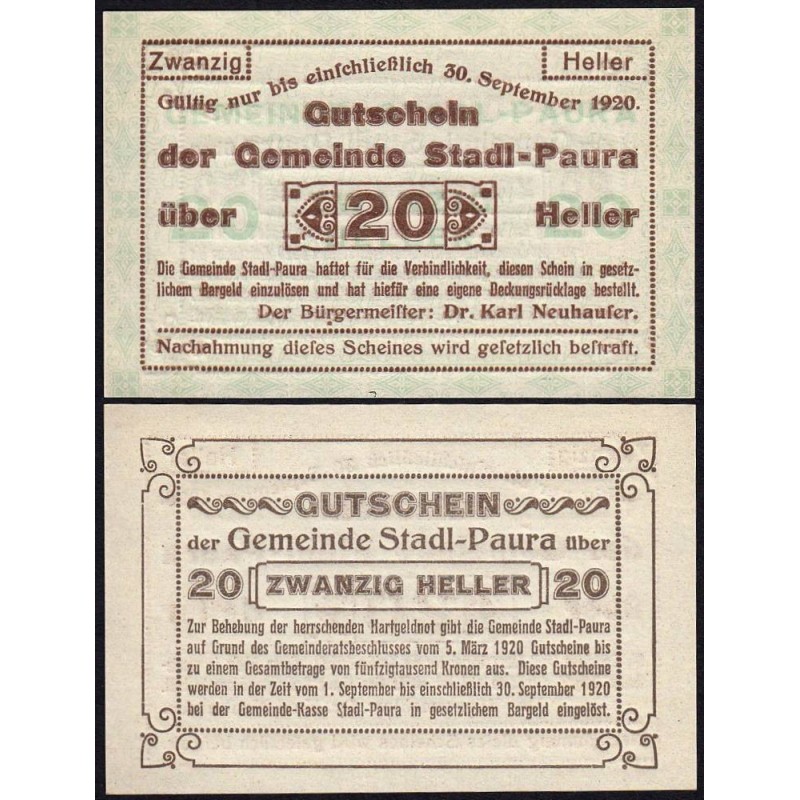 Zwanzig Heller
Gültig nur bis einſchließlich 30. September 1920.
GEMEINDE STADL-PAURA
Gutschein
der Gemeinde Stadl-Paura
über 20 Heller
20 20
Die Gemeinde Stadl-Paura haftet für die Verbindlichkeit, diesen Schein in gesetz-
lichem Bargeld einzulösen und hat hiefür eine eigene Deckungsrücklage bestellt.
Der Bürgermeiſter: Dr. Karl Neuhauſer.
Nachahmung dieſes Scheines wird geſetzlich beſtraft.
GUTSCHEIN
der Gemeinde Stadl-Paura über
20 ZWANZIG HELLER 20
Zur Behebung der herrschenden Hartgeldnot gibt die Gemeinde Stadl-Paura
auf Grund des Gemeinderatsbeschlusses vom 5. März 1920 Gutscheine bis
zu einem Gesamtbetrage von fünfzigtausend Kronen aus. Diese Gutscheine
werden in der Zeit vom 1. September bis einschließlich 30. September 1920
bei der Gemeinde-Kasse Stadl-Paura in gesetzlichem Bargeld eingelöst.